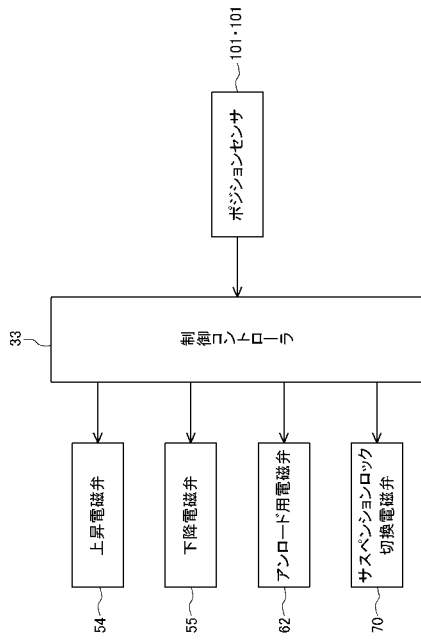 33
101・101
ポジションセンサ
制御コントローラ
上昇電磁弁
54
下降電磁弁
55
アンロード用電磁弁
62
サスペンションロック
切換電磁弁
70